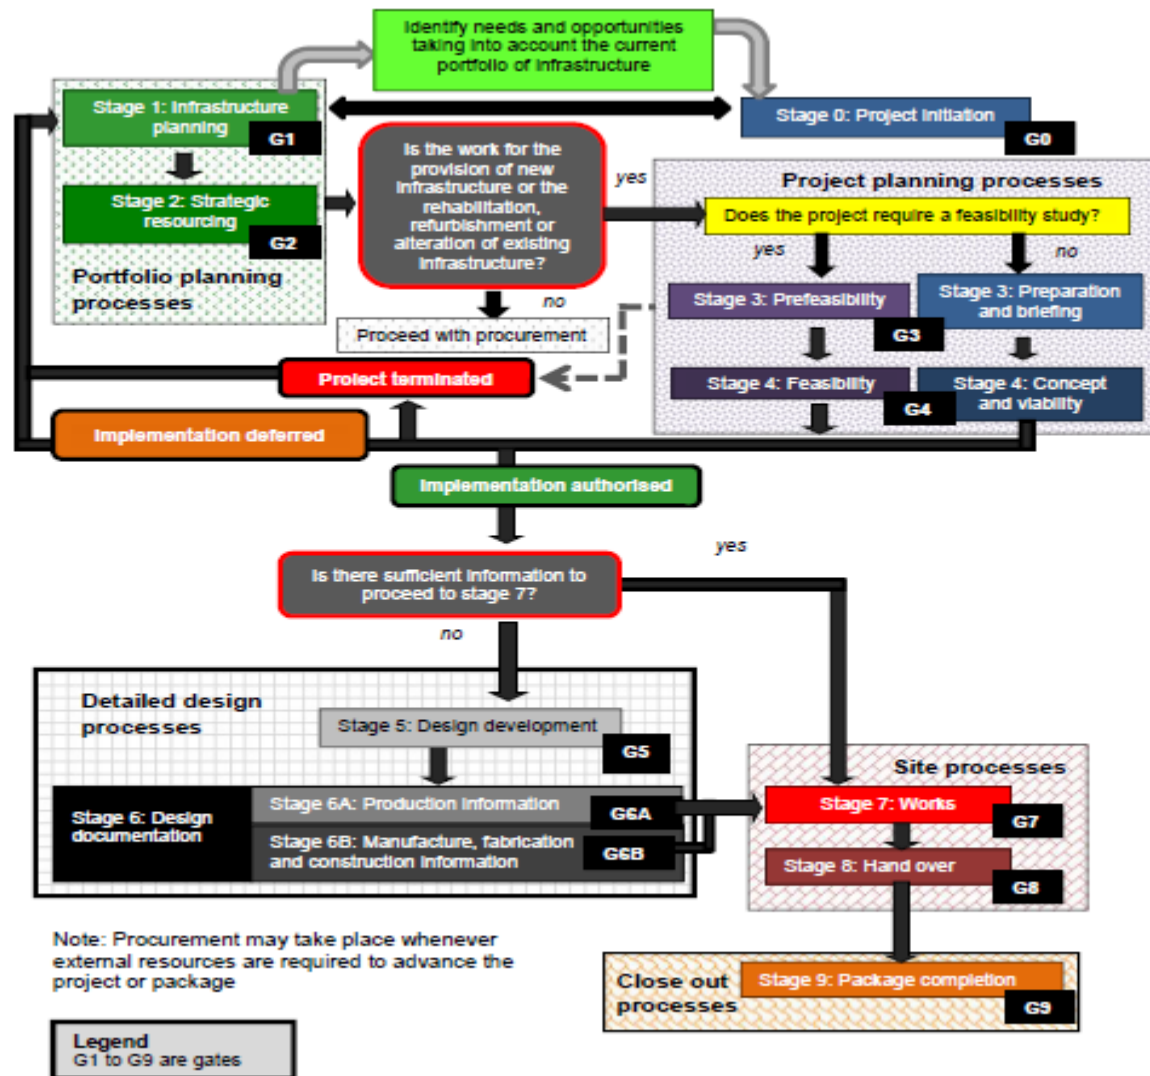 Identify needs and opportunities
taking into account the current
portfolio of infrastructure
Stage 1: Infrastructure
planning
G1
Stage 0: Project initiation
G0
Is the work for the
provision of new
infrastructure or the
rehabilitation,
refurbishment or
alteration of existing
infrastructure?
yes
no
Stage 2: Strategic
resourcing
G2
Portfolio planning
processes
Project planning processes
Does the project require a feasibility study?
yes
no
Stage 3: Prefeasibility
G3
Stage 3: Preparation
and briefing
Proceed with procurement
Project terminated
Stage 4: Feasibility
G4
Stage 4: Concept
and viability
Implementation deferred
Implementation authorised
Is there sufficient information to
proceed to stage 7?
yes
no
Detailed design
processes
Stage 5: Design development
G5
Stage 6: Design
documentation
Stage 6A: Production information
G6A
Stage 6B: Manufacture, fabrication
and construction information
G6B
Site processes
Stage 7: Works
G7
Stage 8: Hand over
G8
Note: Procurement may take place whenever
external resources are required to advance the
project or package
Close out
processes
Stage 9: Package completion
G9
Legend
G1 to G9 are gates